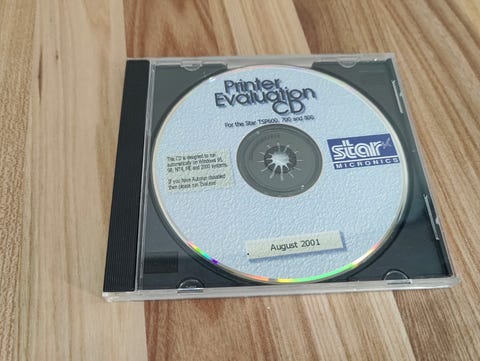 Printer
Evaluation
CD
For the Star TSP600, 700 and 800
This CD is designed to run
automatically on Windows 95,
98, NT4, ME and 2000 systems.
If you have Autorun disabled
then please run
star
MICRONICS
August 2001